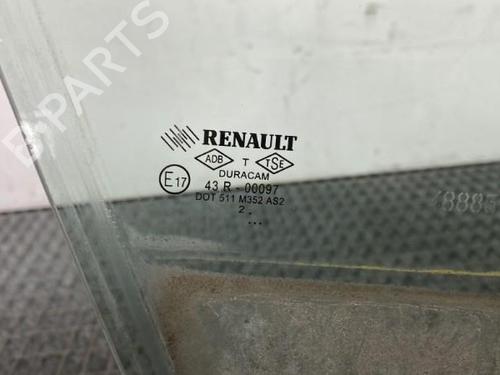 B-PARTS
RENAULT
ADB T TSE
DURACAM
E17 43 R - 00097
DOT 511 M352 AS2
2 .
...